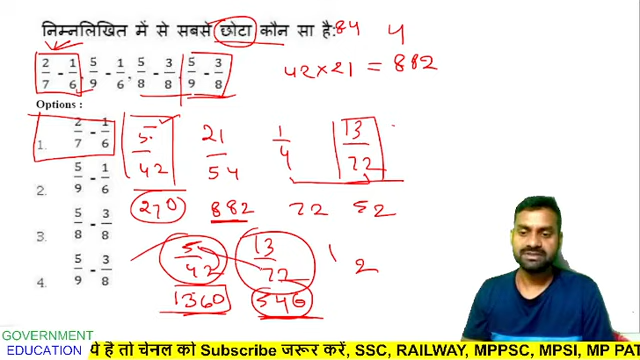 निम्नलिखित में से सबसे छोटा कौन सा है: 84 4
2/7 - 1/6, 5/9 - 1/6, 5/8 - 3/8, 5/9 - 3/8
42×21 = 882
Options :
1. 2/7 - 1/6
2. 5/9 - 1/6
3. 5/8 - 3/8
4. 5/9 - 3/8
5/42 21/54 1/4 13/72
270 882 72 52
5/42 13/72 1 2
1360 546
GOVERNMENT
EDUCATION
ये है तो चेनल को Subscribe जरूर करें, SSC, RAILWAY, MPPSC, MPSI, MP PAT